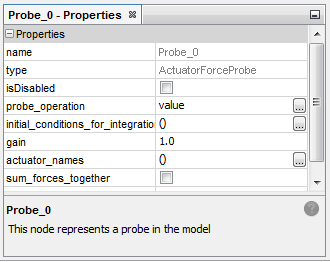 Probe_0 - Properties
Properties
name Probe_0
type ActuatorForceProbe
isDisabled
probe_operation value ...
initial_conditions_for_integration () ...
gain 1.0
actuator_names () ...
sum_forces_together
Probe_0 ?
This node represents a probe in the model